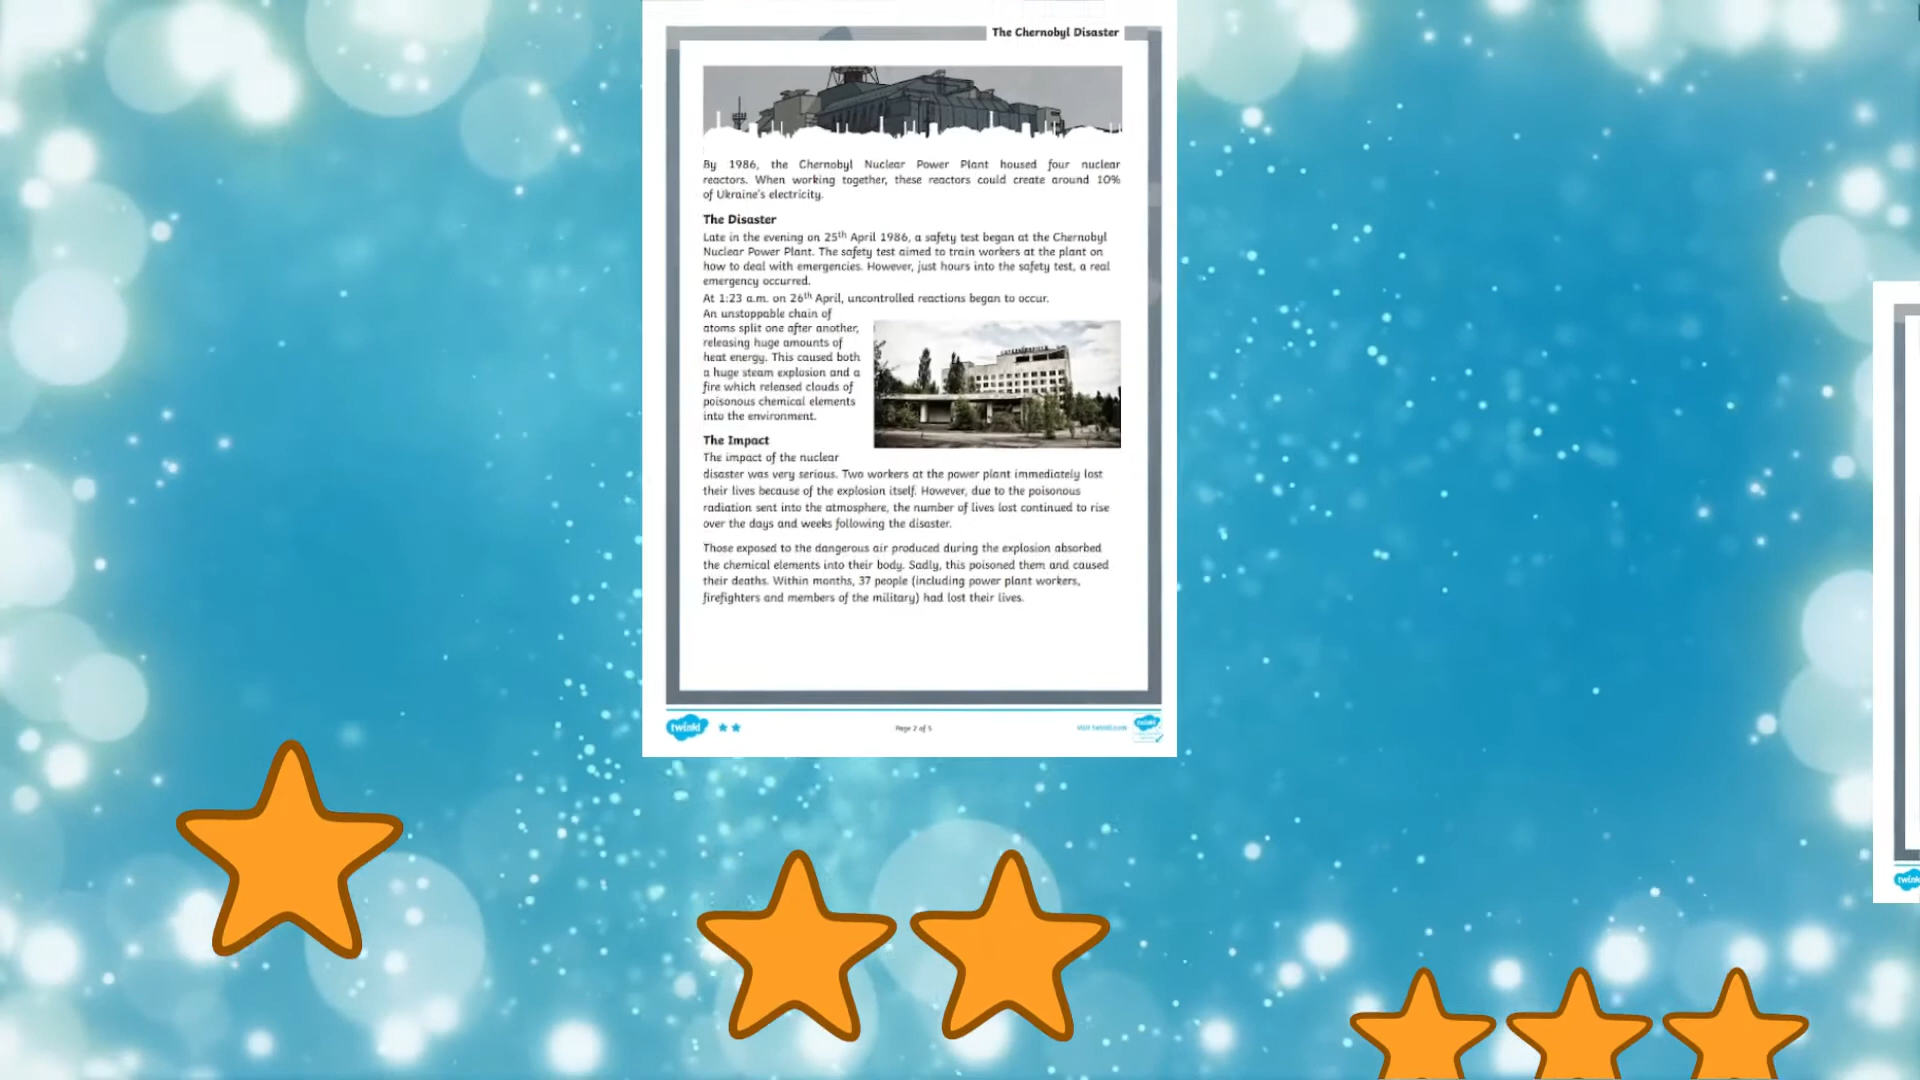 The Chernobyl Disaster
By 1986, the Chernobyl Nuclear Power Plant housed four nuclear
reactors. When working together, these reactors could create around 10%
of Ukraine's electricity.
The Disaster
Late in the evening on 25th April 1986, a safety test began at the Chernobyl
Nuclear Power Plant. The safety test aimed to train workers at the plant on
how to deal with emergencies. However, just hours into the safety test, a real
emergency occurred.
At 1:23 a.m. on 26th April, uncontrolled reactions began to occur.
An unstoppable chain of
atoms split one after another,
releasing huge amounts of
heat energy. This caused both
a huge steam explosion and a
fire which released clouds of
poisonous chemical elements
into the environment.
The Impact
The impact of the nuclear
disaster was very serious. Two workers at the power plant immediately lost
their lives because of the explosion itself. However, due to the poisonous
radiation sent into the atmosphere, the number of lives lost continued to rise
over the days and weeks following the disaster.
Those exposed to the dangerous air produced during the explosion absorbed
the chemical elements into their body. Sadly, this poisoned them and caused
their deaths. Within months, 37 people (including power plant workers,
firefighters and members of the military) had lost their lives.
twinkl
Page 2 of 5
visit twinkl.com
twinkl